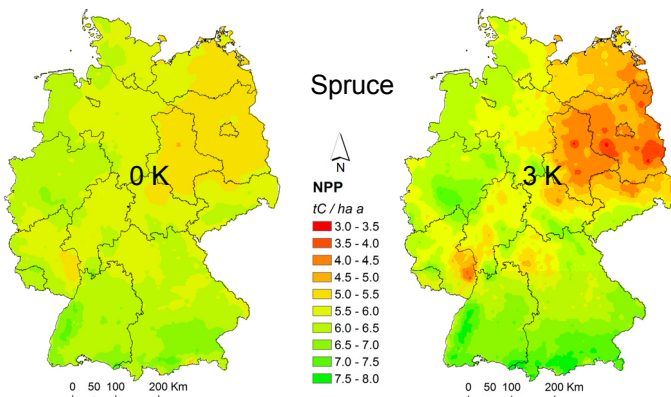 Spruce
0 K
N
3 K
NPP
tC / ha a
3.0 - 3.5
3.5 - 4.0
4.0 - 4.5
4.5 - 5.0
5.0 - 5.5
5.5 - 6.0
6.0 - 6.5
6.5 - 7.0
7.0 - 7.5
7.5 - 8.0
0 50 100 200 Km
0 50 100 200 Km